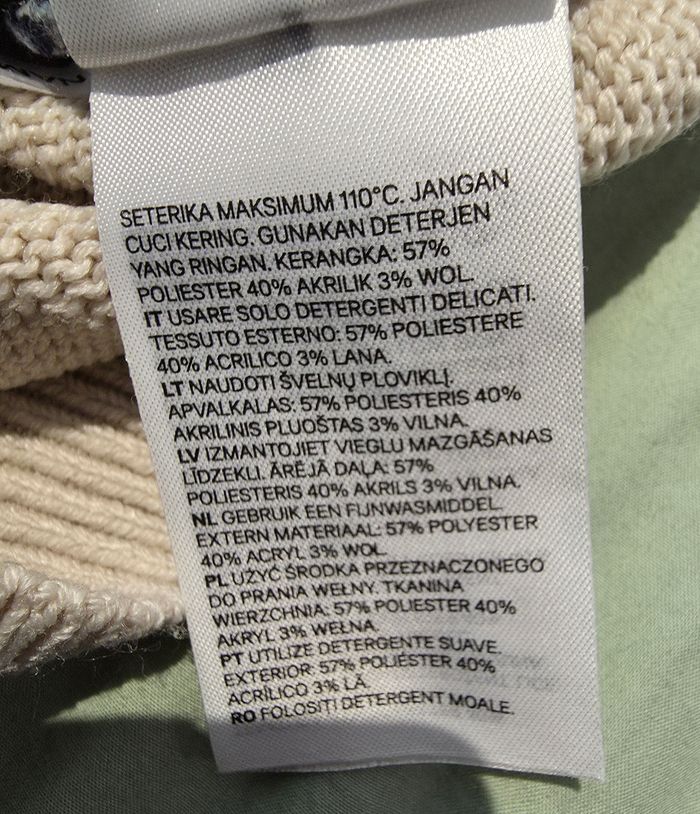 SETERIKA MAKSIMUM 110°C. JANGAN
CUCI KERING. GUNAKAN DETERJEN
YANG RINGAN. KERANGKA: 57%
POLIESTER 40% AKRILIK 3% WOL.
IT USARE SOLO DETERGENTI DELICATI.
TESSUTO ESTERNO: 57% POLIESTERE
40% ACRILICO 3% LANA.
LT NAUDOTI ŠVELNŲ PLOVIKLĮ.
APVALKALAS: 57% POLIESTERIS 40%
AKRILINIS PLUOŠTAS 3% VILNA.
LV IZMANTOJIET VIEGLU MAZGĀŠANAS
LĪDZEKLI. ĀRĒJĀ DAĻA: 57%
POLIESTERIS 40% AKRILS 3% VILNA.
NL GEBRUIK EEN FIJNWASMIDDEL.
EXTERN MATERIAAL: 57% POLYESTER
40% ACRYL 3% WOL.
PL UŻYĆ ŚRODKA PRZEZNACZONEGO
DO PRANIA WEŁNY. TKANINA
WIERZCHNIA: 57% POLIESTER 40%
AKRYL 3% WEŁNA.
PT UTILIZE DETERGENTE SUAVE.
EXTERIOR: 57% POLIÉSTER 40%
ACRÍLICO 3% LÃ.
RO FOLOSITI DETERGENT MOALE.